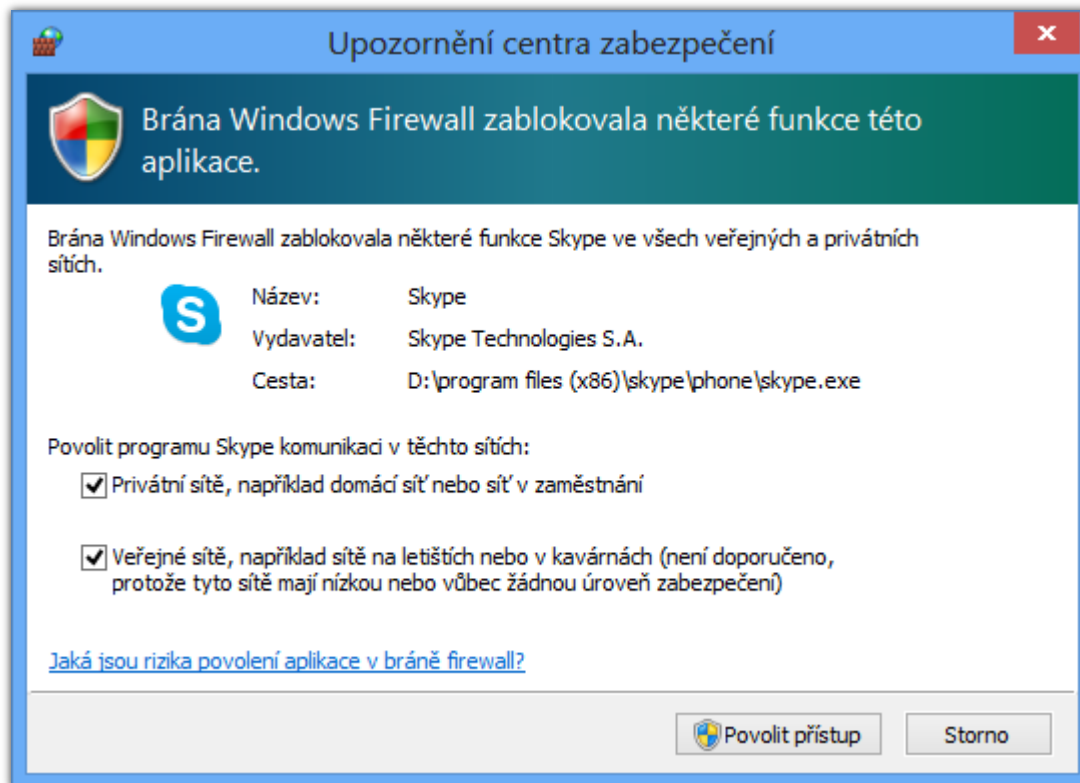 Upozornění centra zabezpečení
Brána Windows Firewall zablokovala některé funkce této
aplikace.
Brána Windows Firewall zablokovala některé funkce Skype ve všech veřejných a privátních
sítích.
S
Název: Skype
Vydavatel: Skype Technologies S.A.
Cesta: D:\program files (x86)\skype\phone\skype.exe
Povolit programu Skype komunikaci v těchto sítích:
Privátní sítě, například domácí síť nebo síť v zaměstnání
Veřejné sítě, například sítě na letištích nebo v kavárnách (není doporučeno,
protože tyto sítě mají nízkou nebo vůbec žádnou úroveň zabezpečení)
Jaká jsou rizika povolení aplikace v bráně firewall?
Povolit přístup Storno